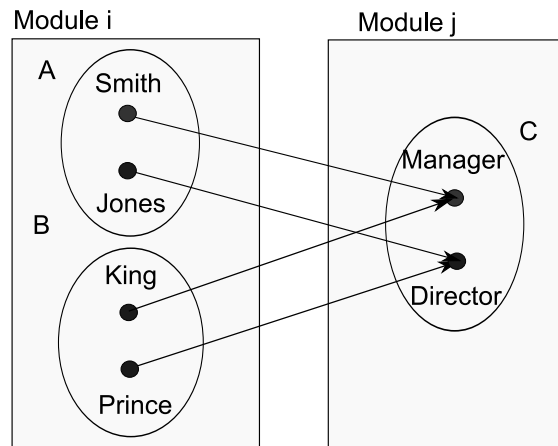 Module i
A
Smith
Jones
B
King
Prince
Module j
C
Manager
Director